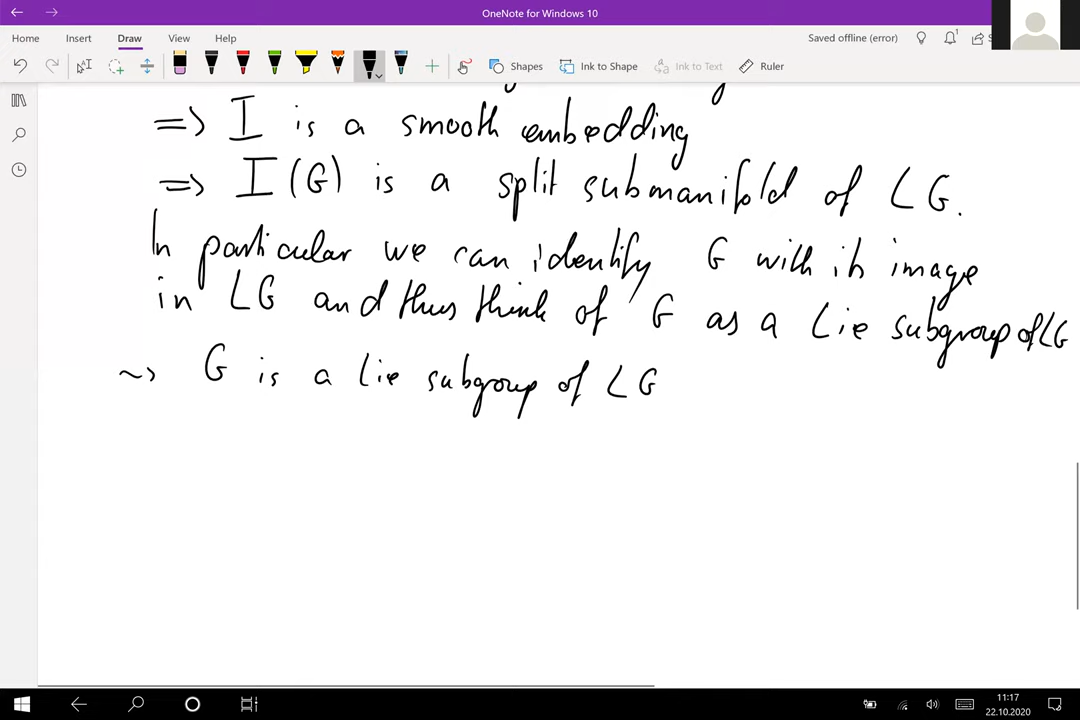 OneNote for Windows 10
Home Insert Draw View Help Saved offline (error)
Shapes Ink to Shape Ink to Text Ruler
=> I is a smooth embedding
=> I(G) is a split submanifold of LG.
In particular we can identify G with its image
in LG and thus think of G as a Lie subgroup of LG
~> G is a Lie subgroup of LG
11:17
22.10.2020